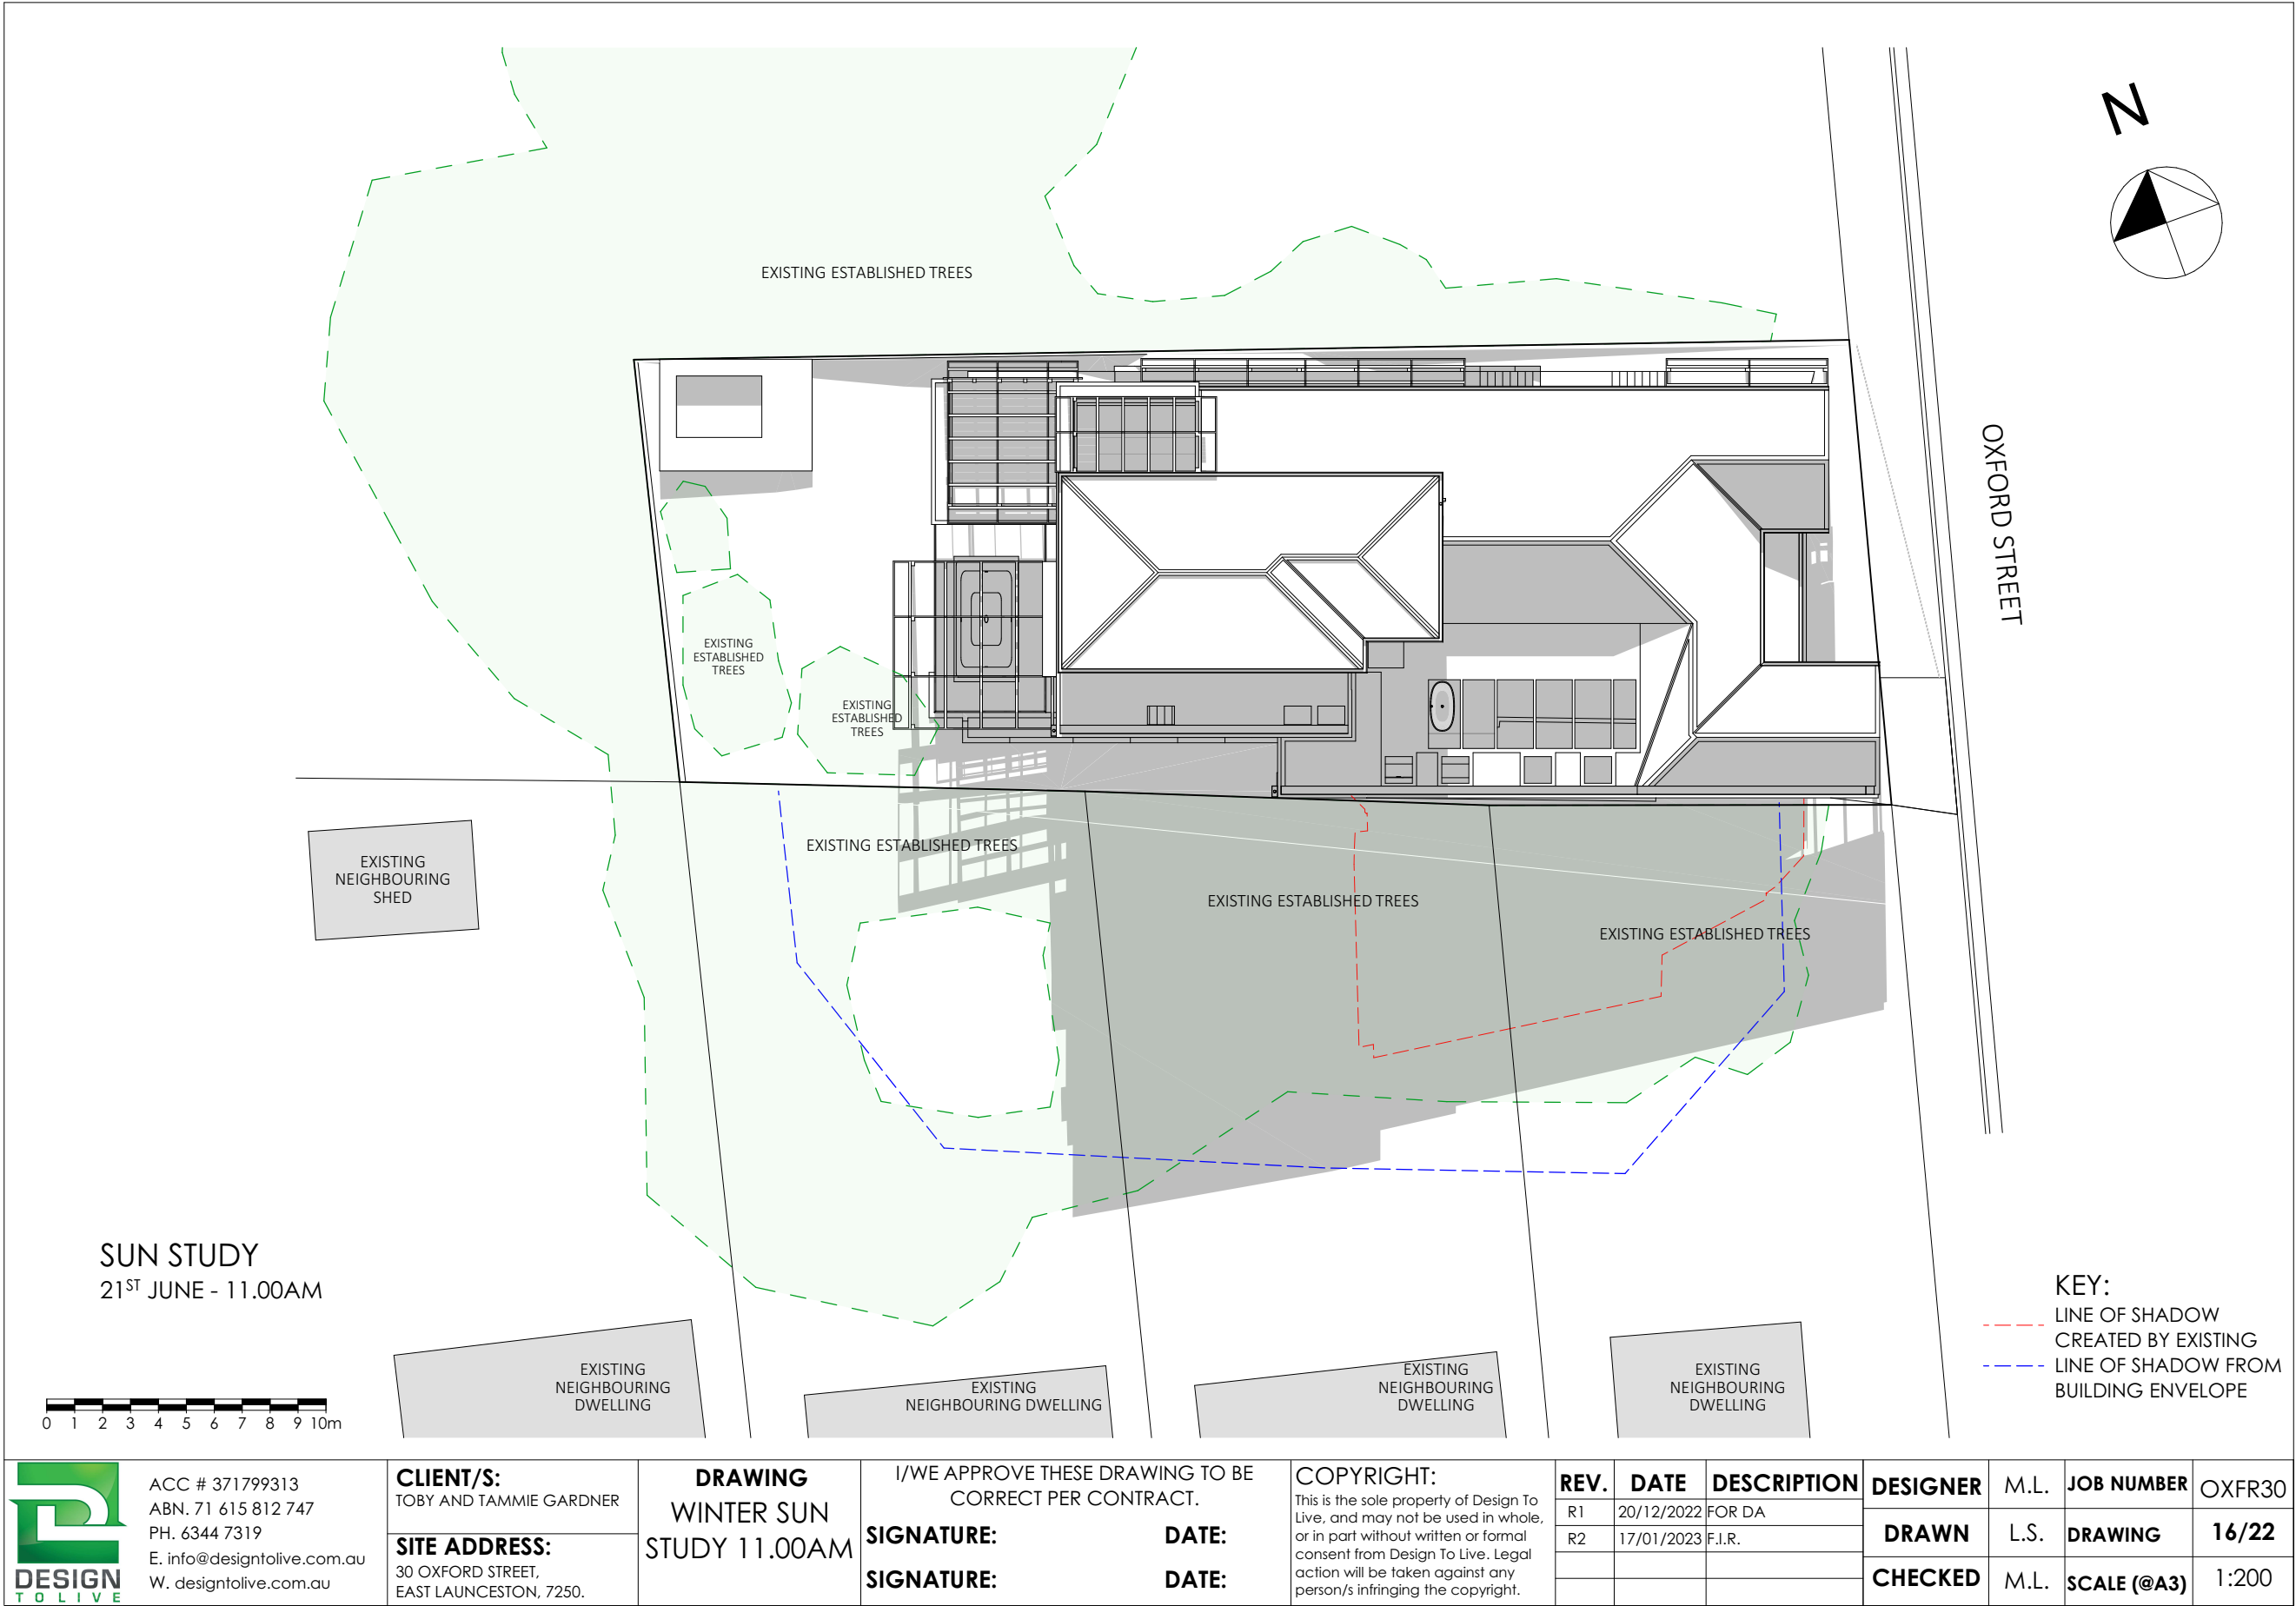 N
EXISTING ESTABLISHED TREES
OXFORD STREET
EXISTING
ESTABLISHED
TREES
EXISTING
ESTABLISHED
TREES
EXISTING ESTABLISHED TREES
EXISTING
NEIGHBOURING
SHED
EXISTING ESTABLISHED TREES
EXISTING ESTABLISHED TREES
SUN STUDY
21ST JUNE - 11.00AM
KEY:
LINE OF SHADOW
CREATED BY EXISTING
LINE OF SHADOW FROM
BUILDING ENVELOPE
EXISTING
NEIGHBOURING
DWELLING
EXISTING
NEIGHBOURING DWELLING
EXISTING
NEIGHBOURING
DWELLING
EXISTING
NEIGHBOURING
DWELLING
0 1 2 3 4 5 6 7 8 9 10m
DESIGN
TO LIVE
ACC # 371799313
ABN. 71 615 812 747
PH. 6344 7319
E. info@designtolive.com.au
W. designtolive.com.au
CLIENT/S:
TOBY AND TAMMIE GARDNER
SITE ADDRESS:
30 OXFORD STREET,
EAST LAUNCESTON, 7250.
DRAWING
WINTER SUN
STUDY 11.00AM
I/WE APPROVE THESE DRAWING TO BE
CORRECT PER CONTRACT.
SIGNATURE: DATE:
SIGNATURE: DATE:
COPYRIGHT:
This is the sole property of Design To
Live, and may not be used in whole,
or in part without written or formal
consent from Design To Live. Legal
action will be taken against any
person/s infringing the copyright.
REV. DATE DESCRIPTION
R1 20/12/2022 FOR DA
R2 17/01/2023 F.I.R.
DESIGNER M.L. JOB NUMBER OXFR30
DRAWN L.S. DRAWING 16/22
CHECKED M.L. SCALE (@A3) 1:200